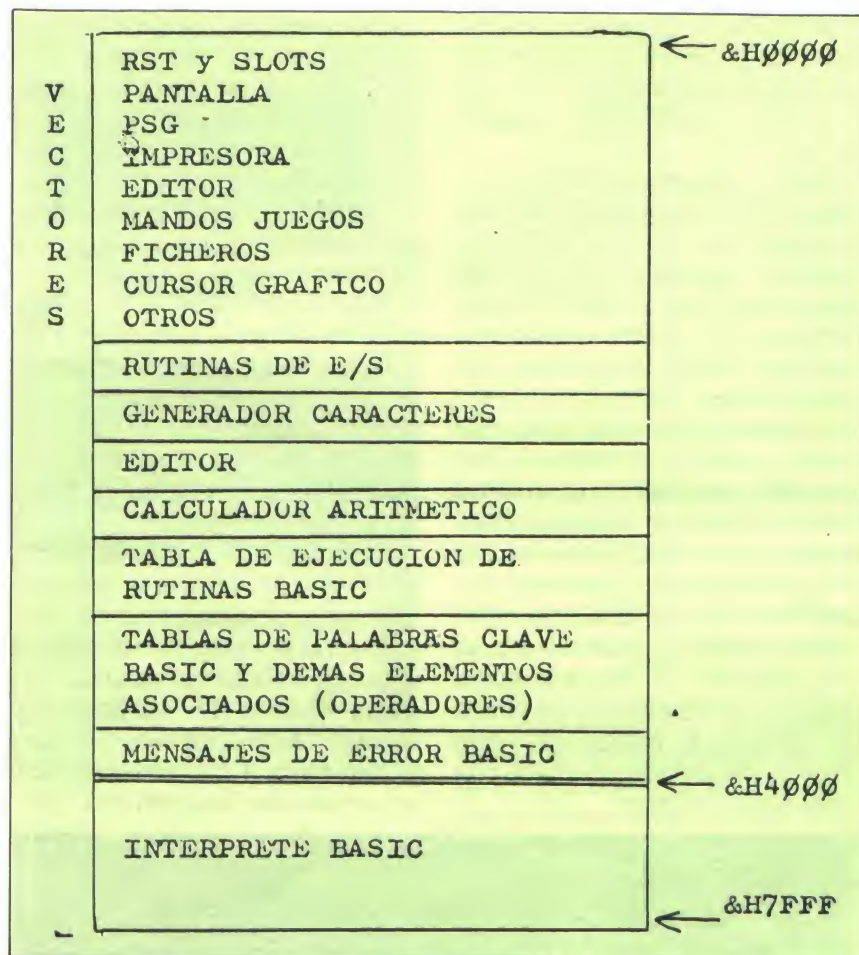 &HØØØØ
VECTORES
RST y SLOTS
PANTALLA
PSG
IMPRESORA
EDITOR
MANDOS JUEGOS
FICHEROS
CURSOR GRAFICO
OTROS
RUTINAS DE E/S
GENERADOR CARACTERES
EDITOR
CALCULADOR ARITMETICO
TABLA DE EJECUCION DE
RUTINAS BASIC
TABLAS DE PALABRAS CLAVE
BASIC Y DEMAS ELEMENTOS
ASOCIADOS (OPERADORES)
MENSAJES DE ERROR BASIC
&H4ØØØ
INTERPRETE BASIC
&H7FFF